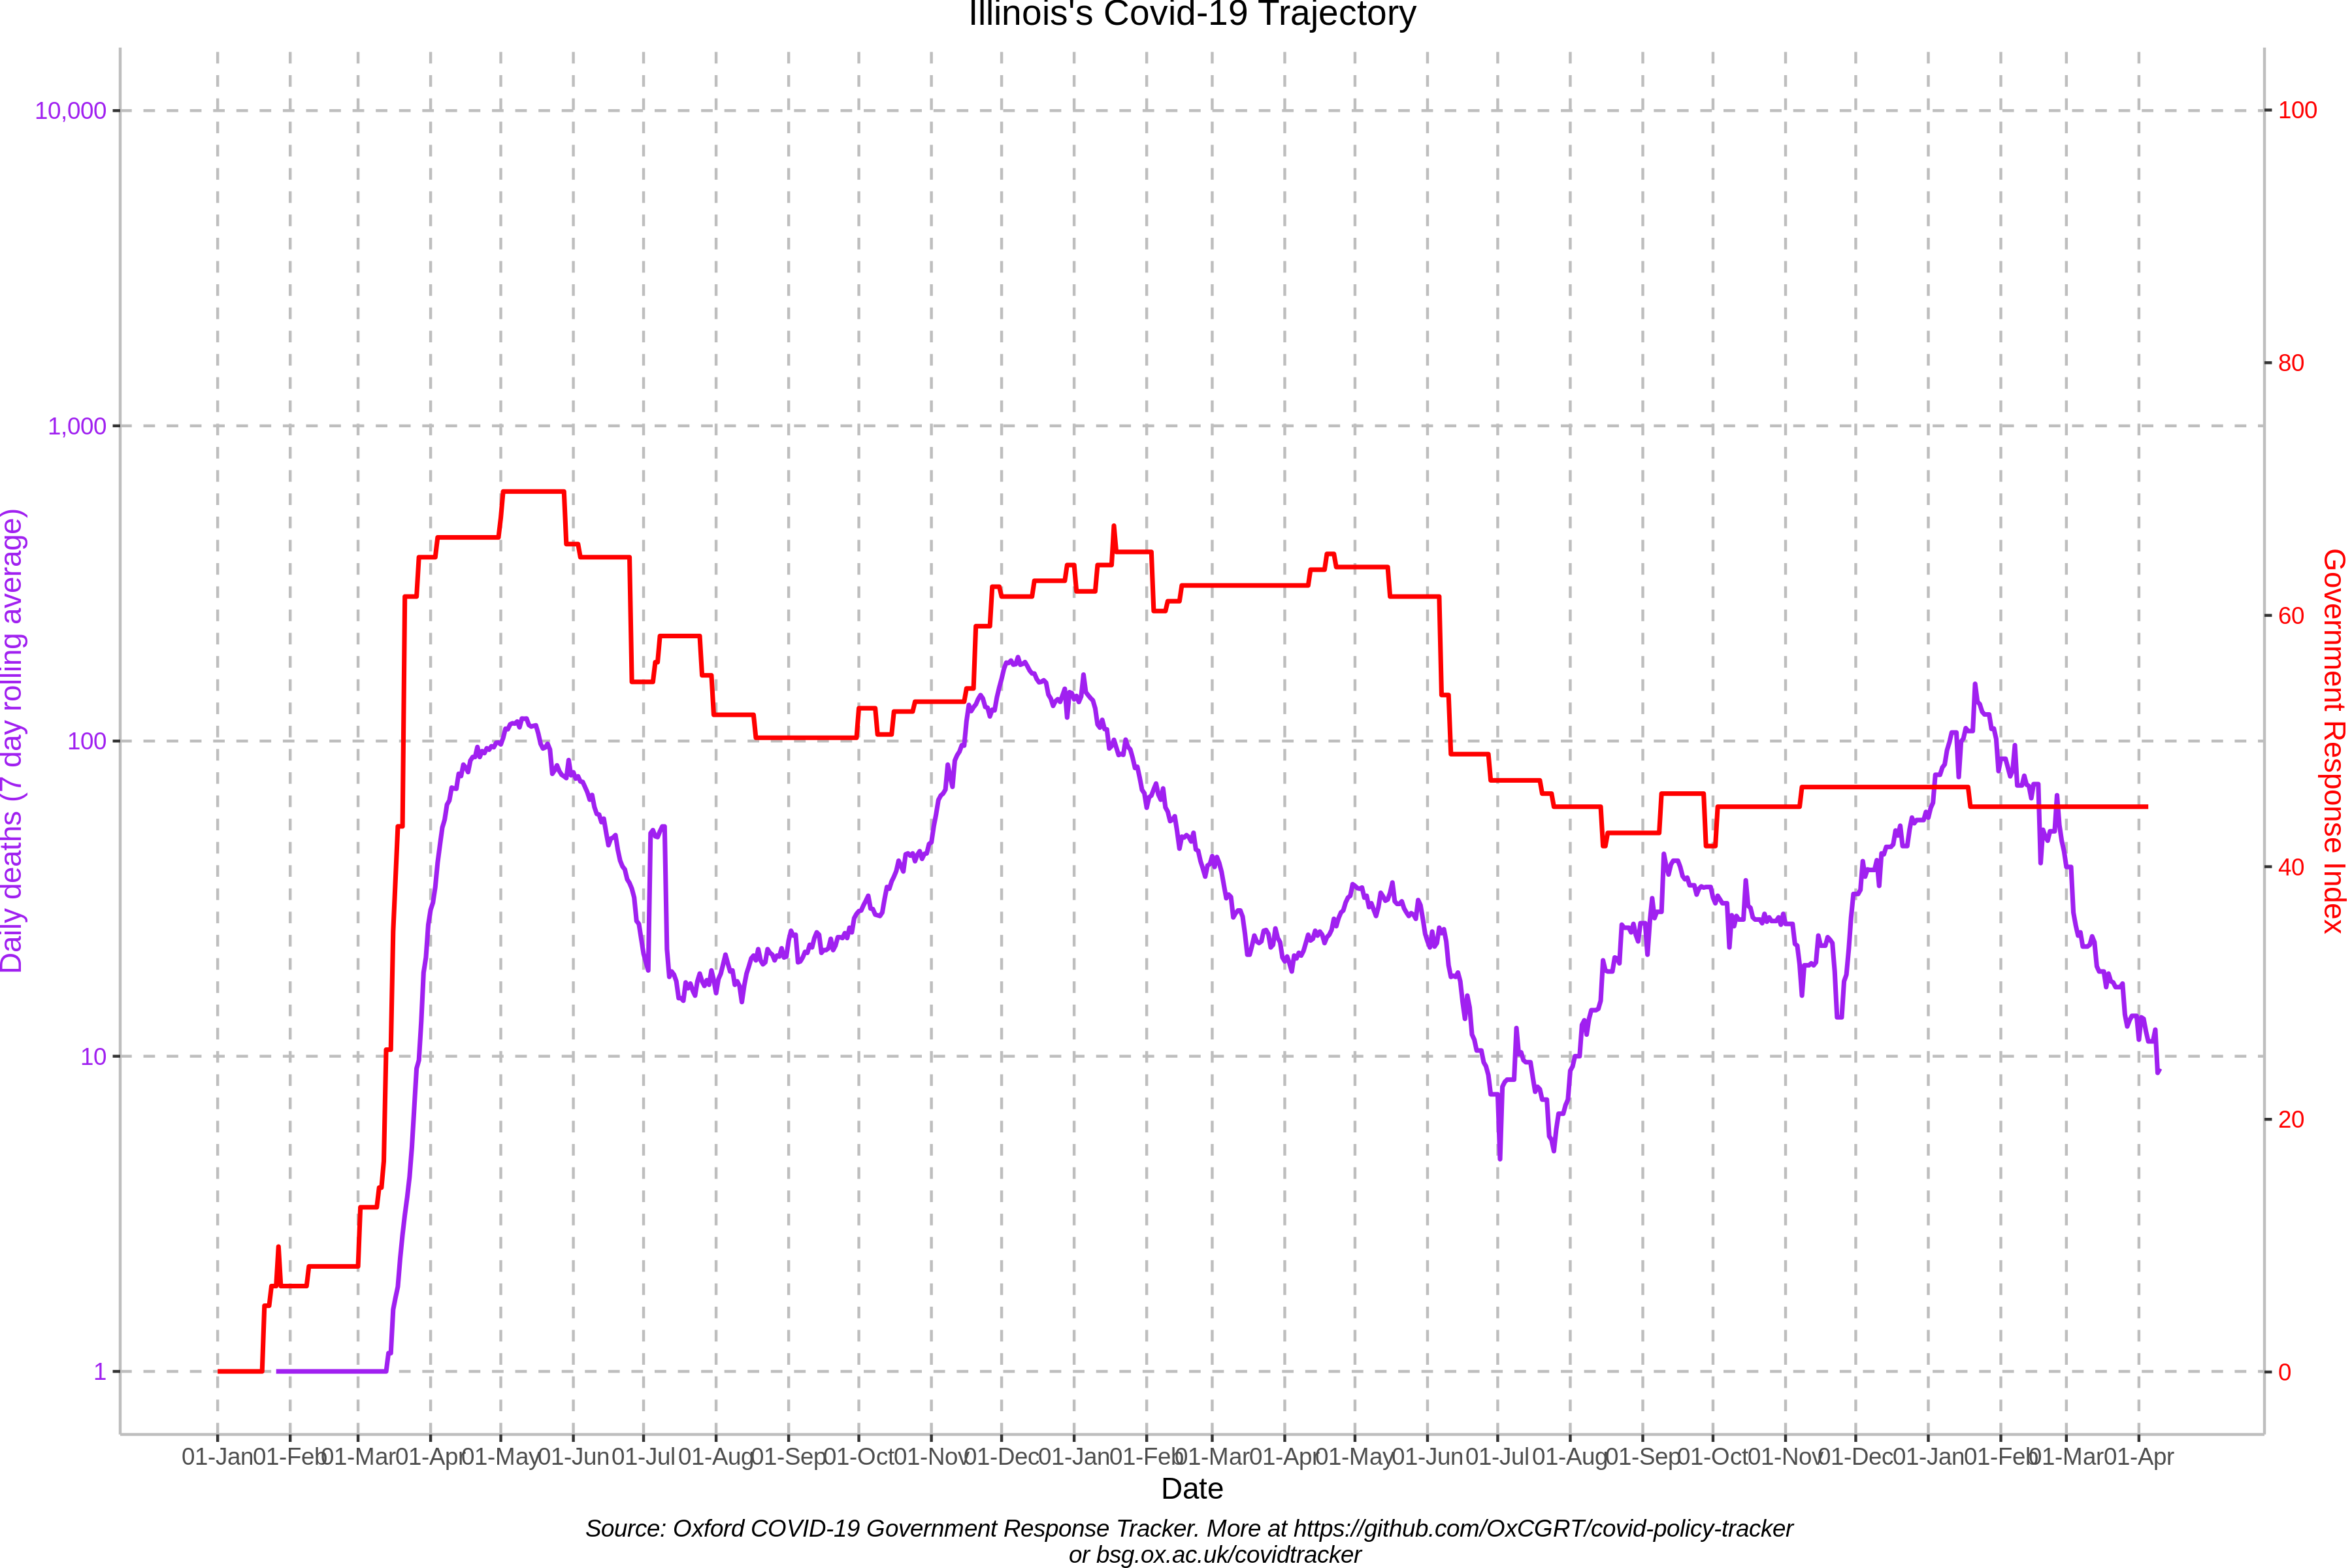 Illinois's Covid-19 Trajectory
10,000
1,000
100
10
1
Daily deaths (7 day rolling average)
100
80
60
40
20
0
Government Response Index
01-Jan 01-Feb 01-Mar 01-Apr 01-May 01-Jun 01-Jul 01-Aug 01-Sep 01-Oct 01-Nov 01-Dec 01-Jan 01-Feb 01-Mar 01-Apr 01-May 01-Jun 01-Jul 01-Aug 01-Sep 01-Oct 01-Nov 01-Dec 01-Jan 01-Feb 01-Mar 01-Apr
Date
Source: Oxford COVID-19 Government Response Tracker. More at https://github.com/OxCGRT/covid-policy-tracker
or bsg.ox.ac.uk/covidtracker